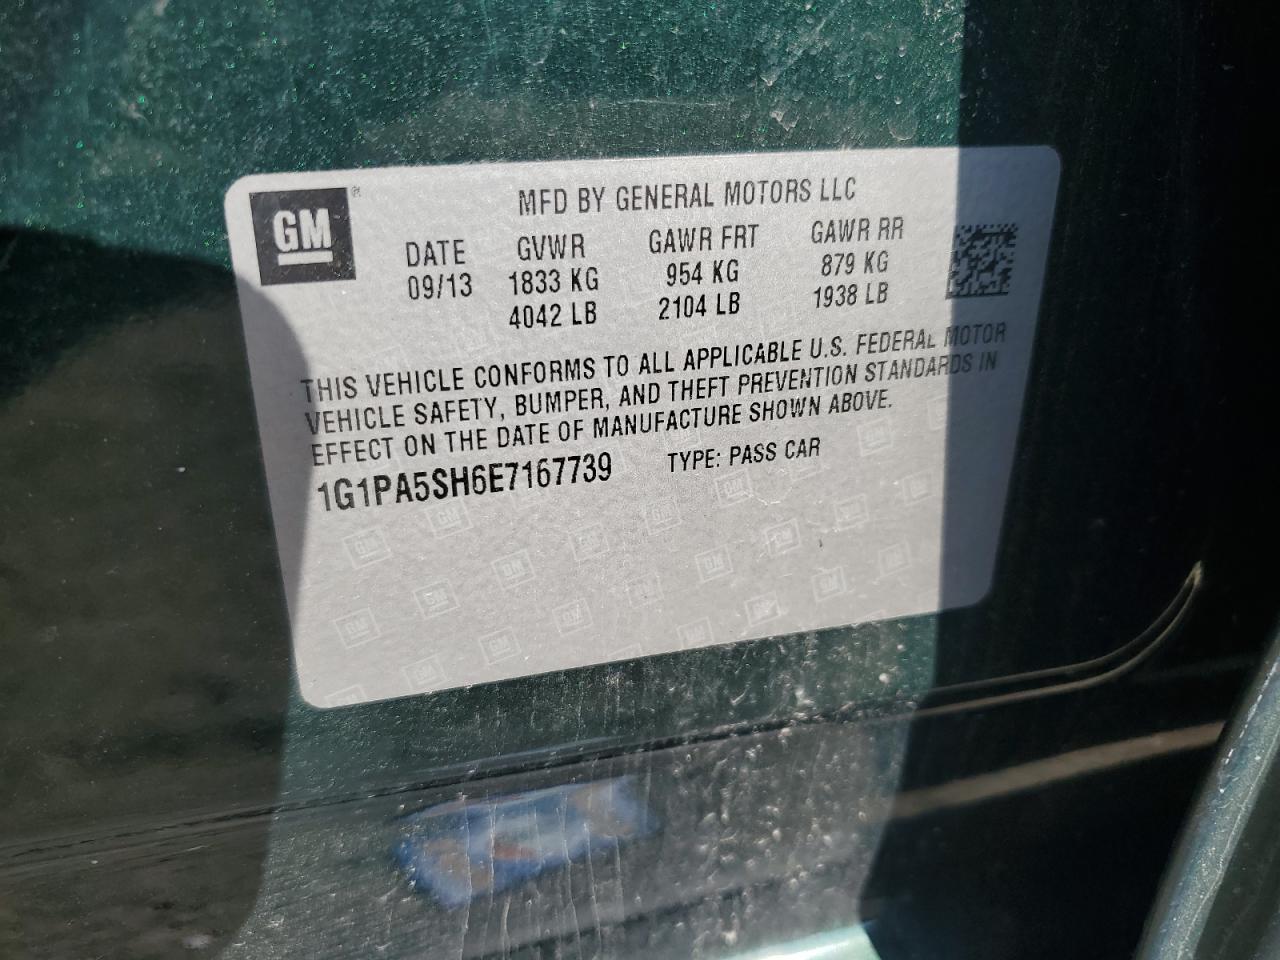 GM®
MFD BY GENERAL MOTORS LLC
DATE GVWR GAWR FRT GAWR RR
09/13 1833 KG 954 KG 879 KG
4042 LB 2104 LB 1938 LB
THIS VEHICLE CONFORMS TO ALL APPLICABLE U.S. FEDERAL MOTOR
VEHICLE SAFETY, BUMPER, AND THEFT PREVENTION STANDARDS IN
EFFECT ON THE DATE OF MANUFACTURE SHOWN ABOVE.
1G1PA5SH6E7167739 TYPE: PASS CAR